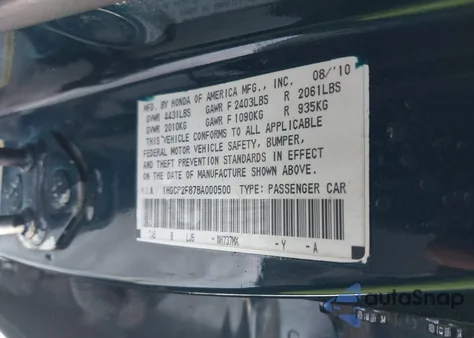 MFD. BY HONDA OF AMERICA MFG., INC. 08/'10
GVWR 4431LBS GAWR F 2403LBS R 2061LBS
GVWR 2010KG GAWR F 1090KG R 935KG
THIS VEHICLE CONFORMS TO ALL APPLICABLE
FEDERAL MOTOR VEHICLE SAFETY, BUMPER,
AND THEFT PREVENTION STANDARDS IN EFFECT
ON THE DATE OF MANUFACTURE SHOWN ABOVE.
V.I.N.: 1HGCP2F87BA000500 TYPE: PASSENGER CAR
NH737MX -Y -A
autoSnap